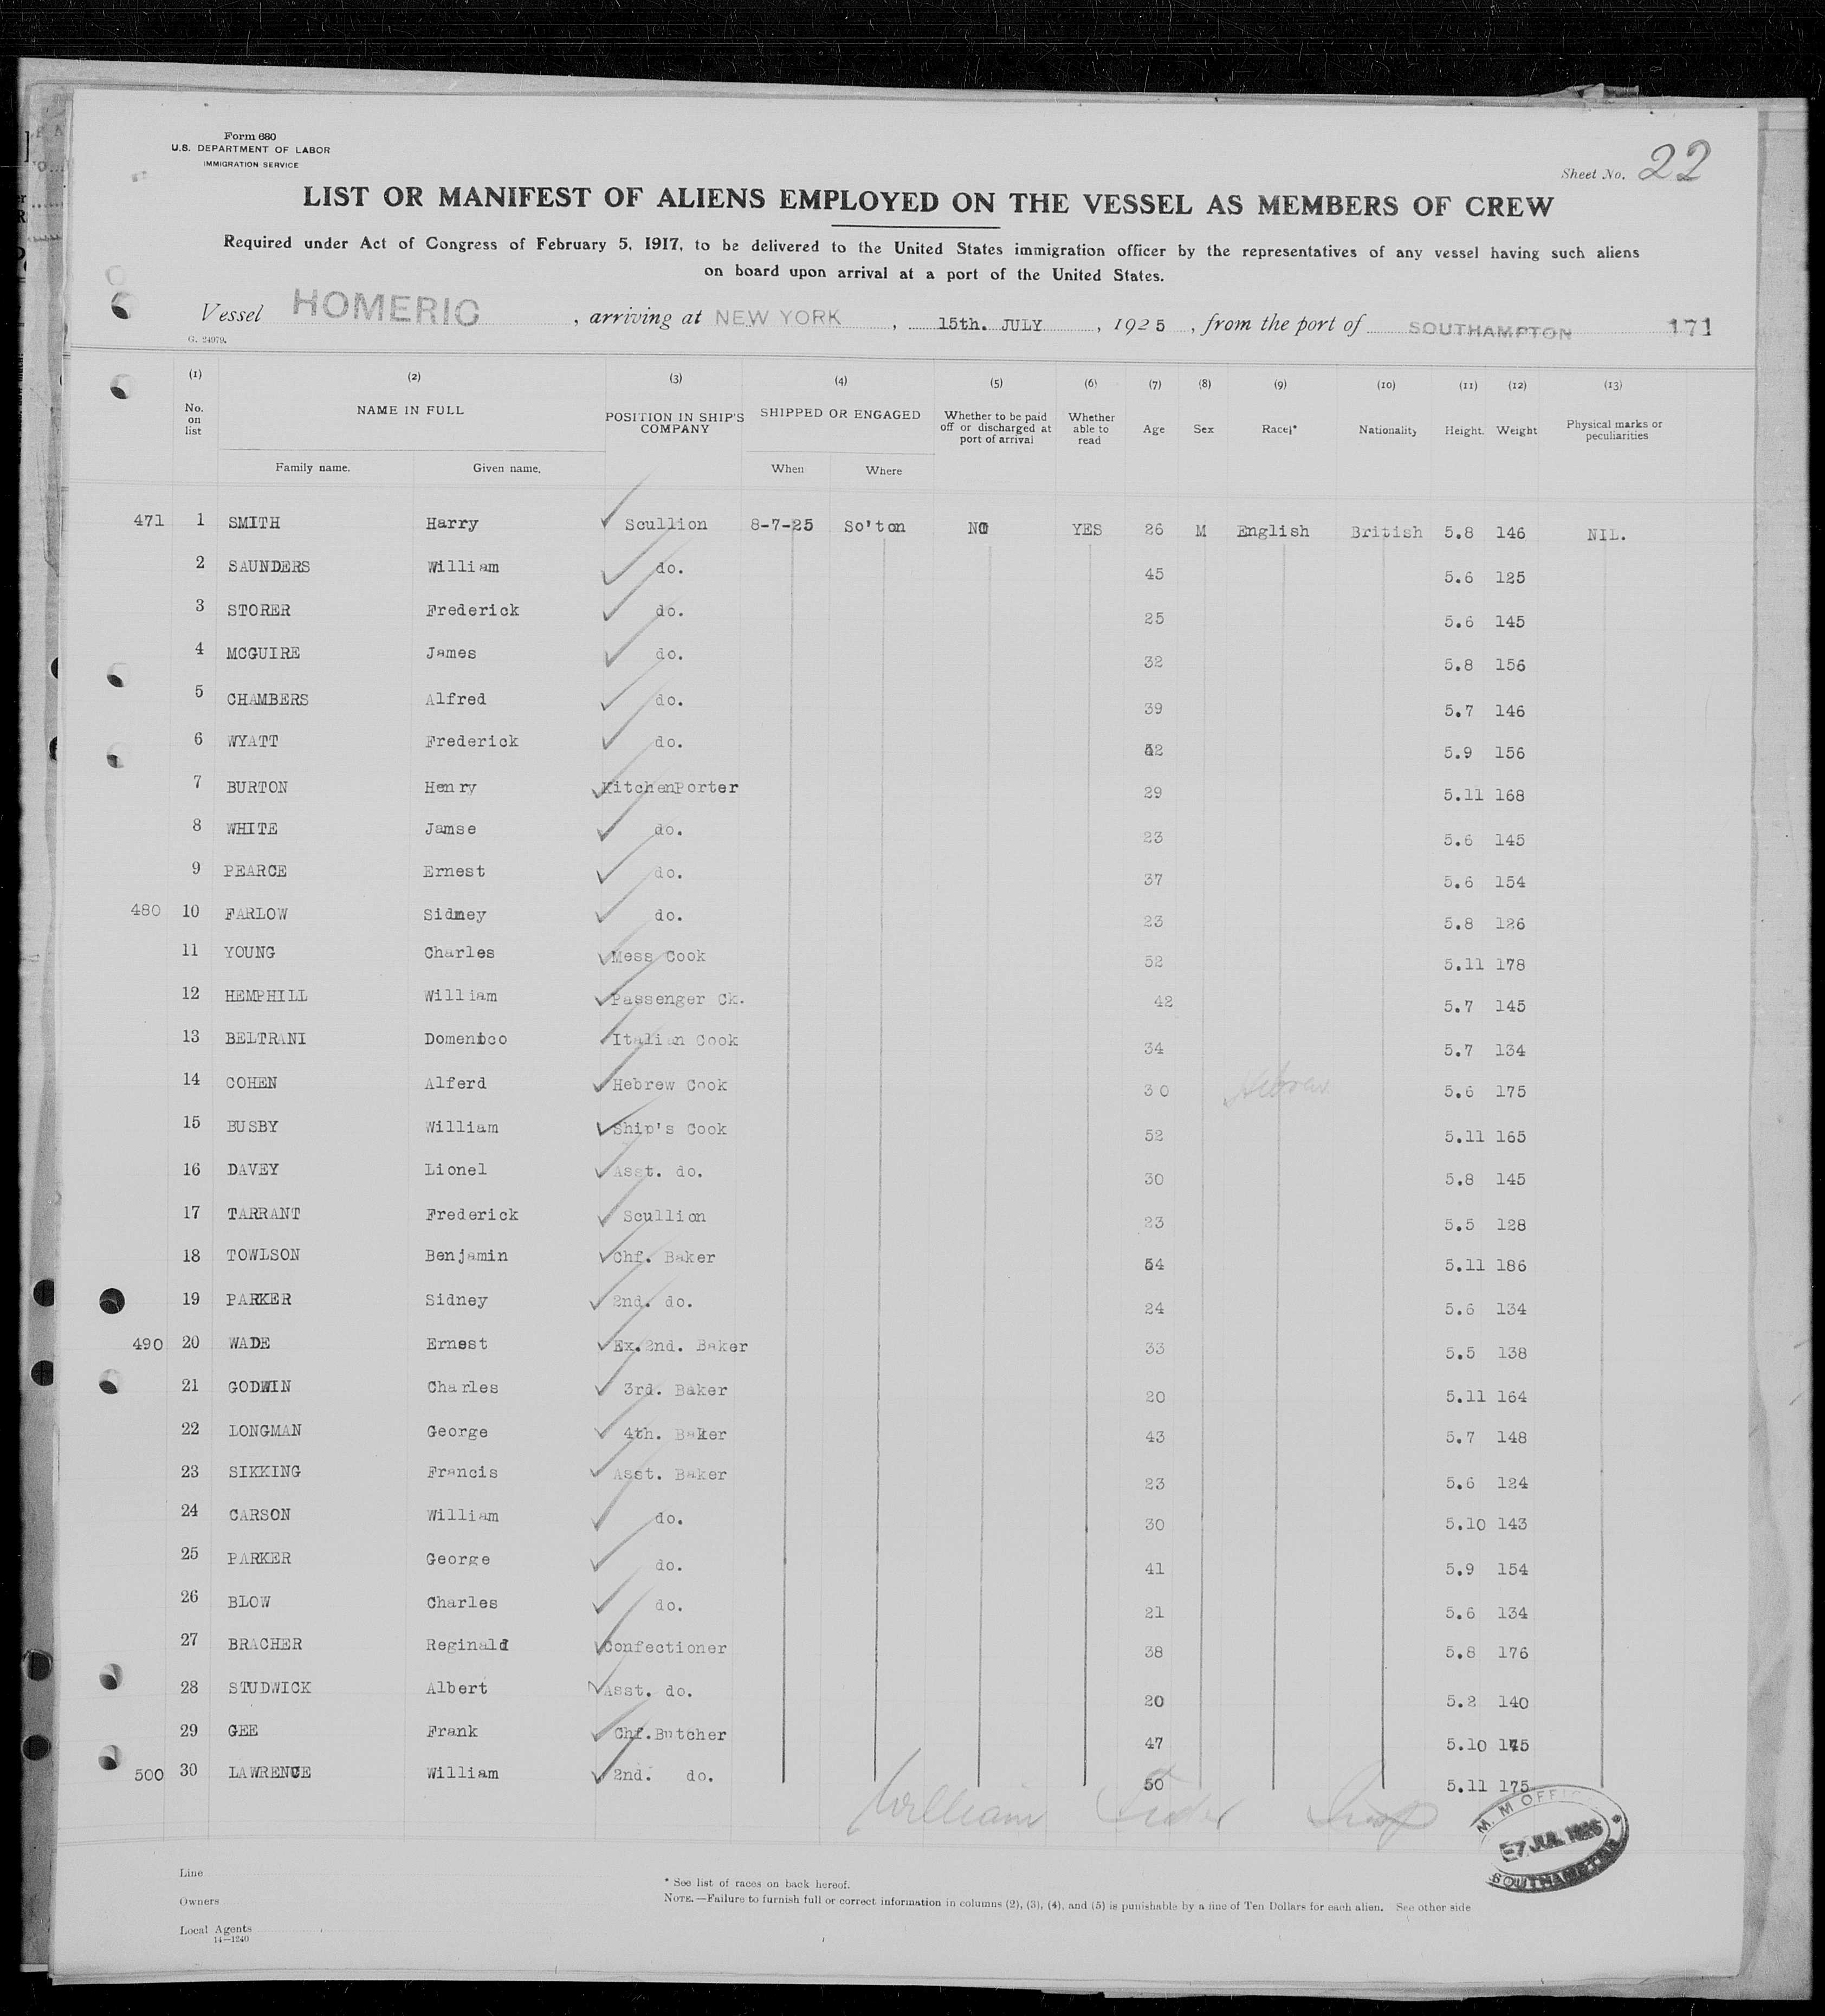 Form 680
U.S. DEPARTMENT OF LABOR
IMMIGRATION SERVICE
Sheet No. 22
LIST OR MANIFEST OF ALIENS EMPLOYED ON THE VESSEL AS MEMBERS OF CREW
Required under Act of Congress of February 5, 1917, to be delivered to the United States immigration officer by the representatives of any vessel having such aliens
on board upon arrival at a port of the United States.
Vessel HOMERIC, arriving at NEW YORK, 15th. JULY, 1925, from the port of SOUTHAMPTON 171
G. 24979.
(1) (2) (3) (4) (5) (6) (7) (8) (9) (10) (11) (12) (13)
No. on list NAME IN FULL POSITION IN SHIP'S COMPANY SHIPPED OR ENGAGED Whether to be paid off or discharged at port of arrival Whether able to read Age Sex Race* Nationality Height Weight Physical marks or peculiarities
Family name. Given name. When Where
471 1 SMITH Harry Scullion 8-7-25 So'ton NO YES 26 M English British 5.8 146 NIL.
2 SAUNDERS William do. 45 5.6 125
3 STORER Frederick do. 25 5.6 145
4 MCGUIRE James do. 32 5.8 156
5 CHAMBERS Alfred do. 39 5.7 146
6 WYATT Frederick do. 5.9 156
7 BURTON Henry KitchenPorter 29 5.11 168
8 WHITE Jamse do. 23 5.6 145
9 PEARCE Ernest do. 37 5.6 154
480 10 FARLOW Sidney do. 23 5.8 126
11 YOUNG Charles Mess Cook 52 5.11 178
12 HEMPHILL William Passenger Ck. 42 5.7 145
13 BELTRANI Domenico Italian Cook 34 5.7 134
14 COHEN Alferd Hebrew Cook 30 Hebrew 5.6 175
15 BUSBY William Ship's Cook 52 5.11 165
16 DAVEY Lionel Asst. do. 30 5.8 145
17 TARRANT Frederick Scullion 23 5.5 128
18 TOWLSON Benjamin Chf. Baker 54 5.11 186
19 PARKER Sidney 2nd. do. 24 5.6 134
490 20 WADE Ernest Ex.2nd. Baker 33 5.5 138
21 GODWIN Charles 3rd. Baker 20 5.11 164
22 LONGMAN George 4th. Baker 43 5.7 148
23 SIKKING Francis Asst. Baker 23 5.6 124
24 CARSON William do. 30 5.10 143
25 PARKER George do. 41 5.9 154
26 BLOW Charles do. 21 5.6 134
27 BRACHER Reginald Confectioner 38 5.8 176
28 STUDWICK Albert Asst. do. 20 5.2 140
29 GEE Frank Chf.Butcher 47 5.10
500 30 LAWRENCE William 2nd. do. 50 5.11 175
William
M. M OFFICE
7 JUL 1925
SOUTHAMPTON
Line
Owners
Local Agents
14—1240
* See list of races on back hereof.
NOTE.—Failure to furnish full or correct information in columns (2), (3), (4), and (5) is punishable by a fine of Ten Dollars for each alien. See other side